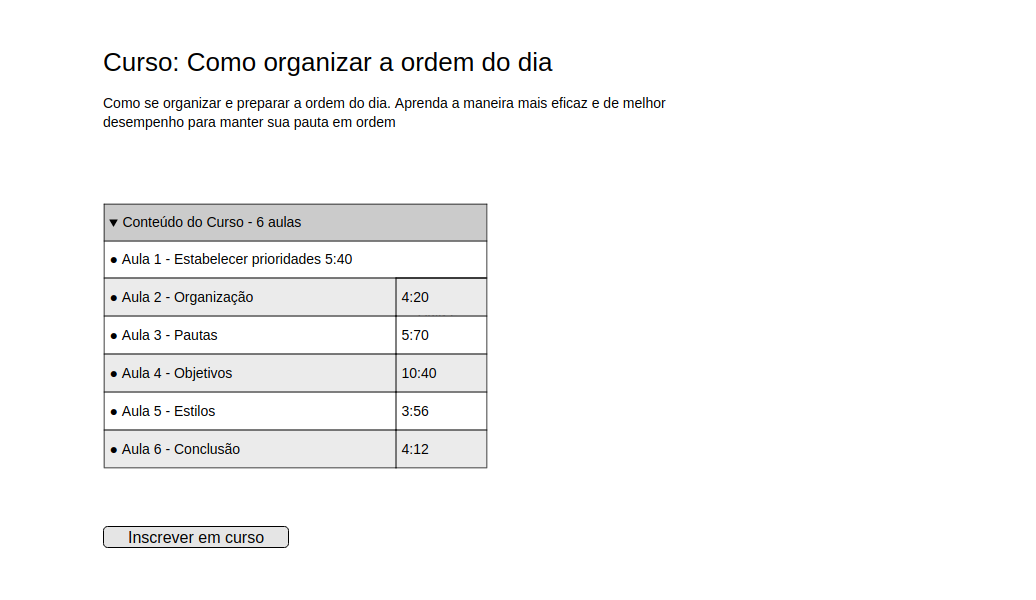 Curso: Como organizar a ordem do dia
Como se organizar e preparar a ordem do dia. Aprenda a maneira mais eficaz e de melhor
desempenho para manter sua pauta em ordem
▼ Conteúdo do Curso - 6 aulas
● Aula 1 - Estabelecer prioridades 5:40
● Aula 2 - Organização 4:20
● Aula 3 - Pautas 5:70
● Aula 4 - Objetivos 10:40
● Aula 5 - Estilos 3:56
● Aula 6 - Conclusão 4:12
Inscrever em curso